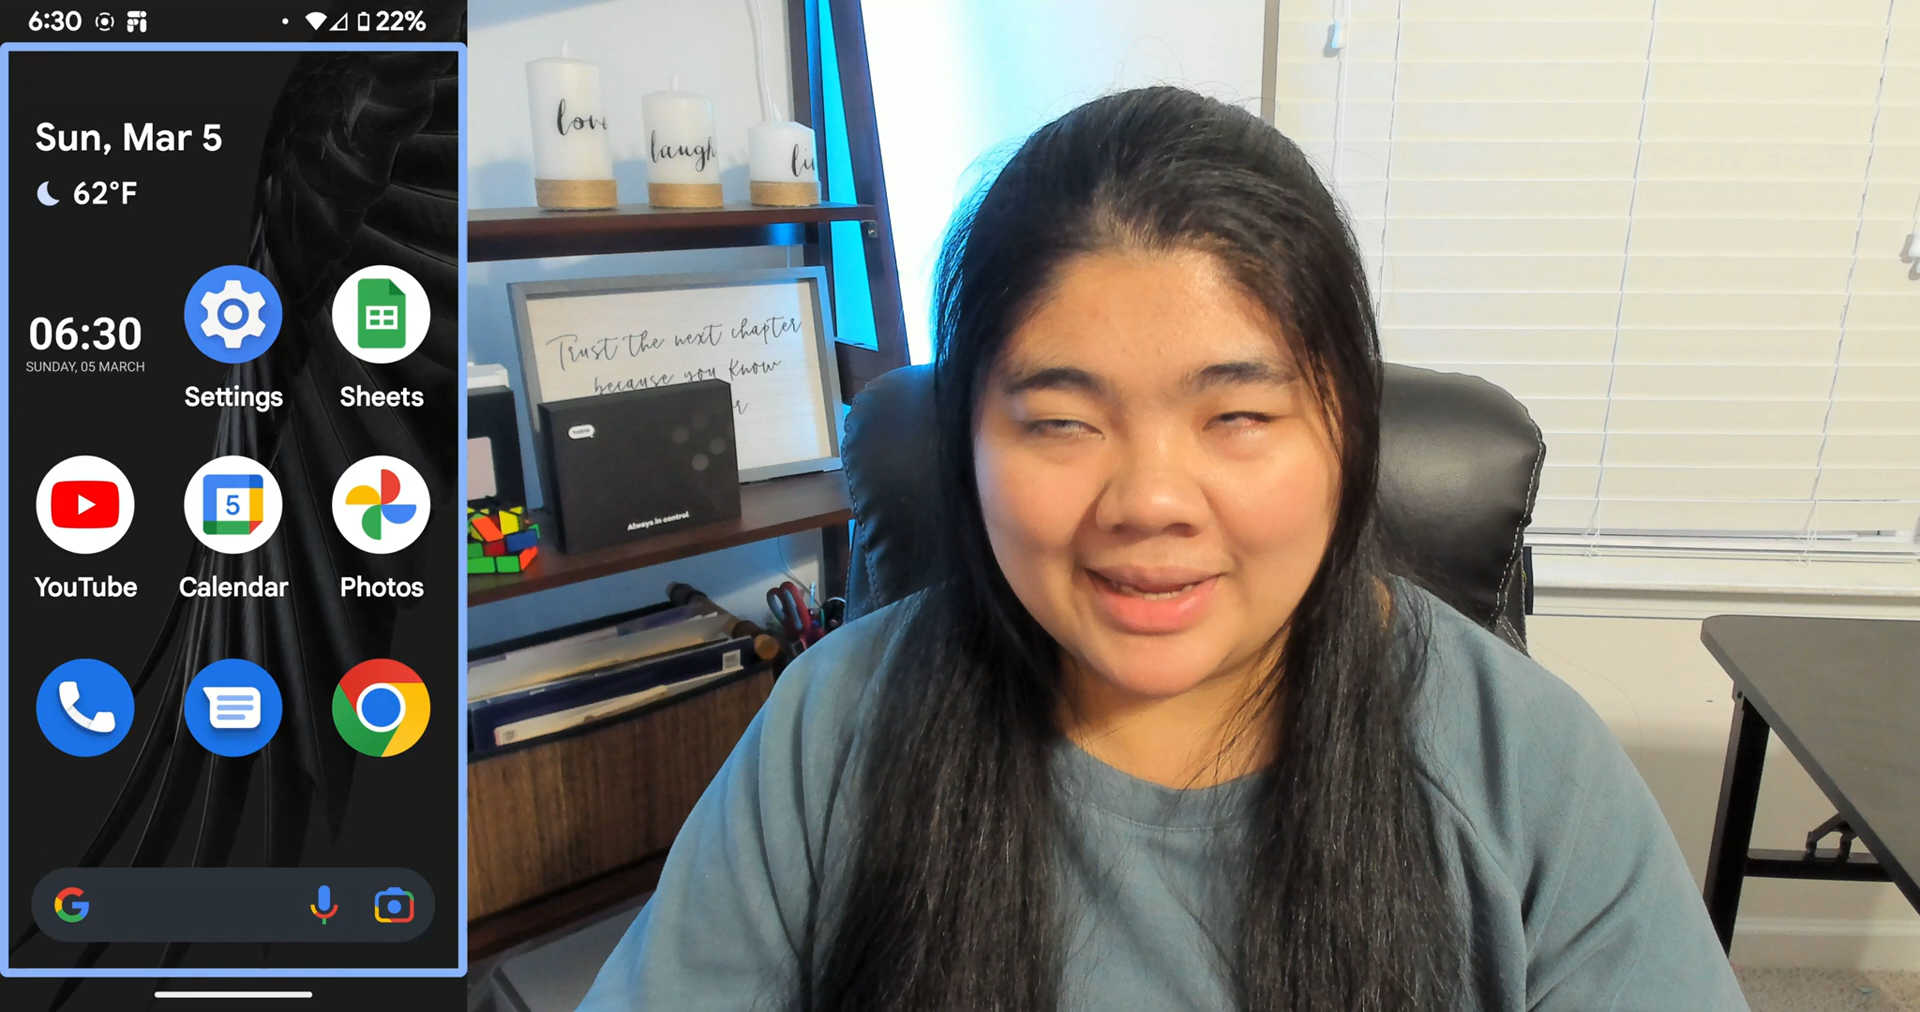 6:30
22%
Sun, Mar 5
62°F
06:30
SUNDAY, 05 MARCH
Settings
Sheets
YouTube
5
Calendar
Photos
G
love
laugh
li
Trust the next chapter
because you know
Always in control